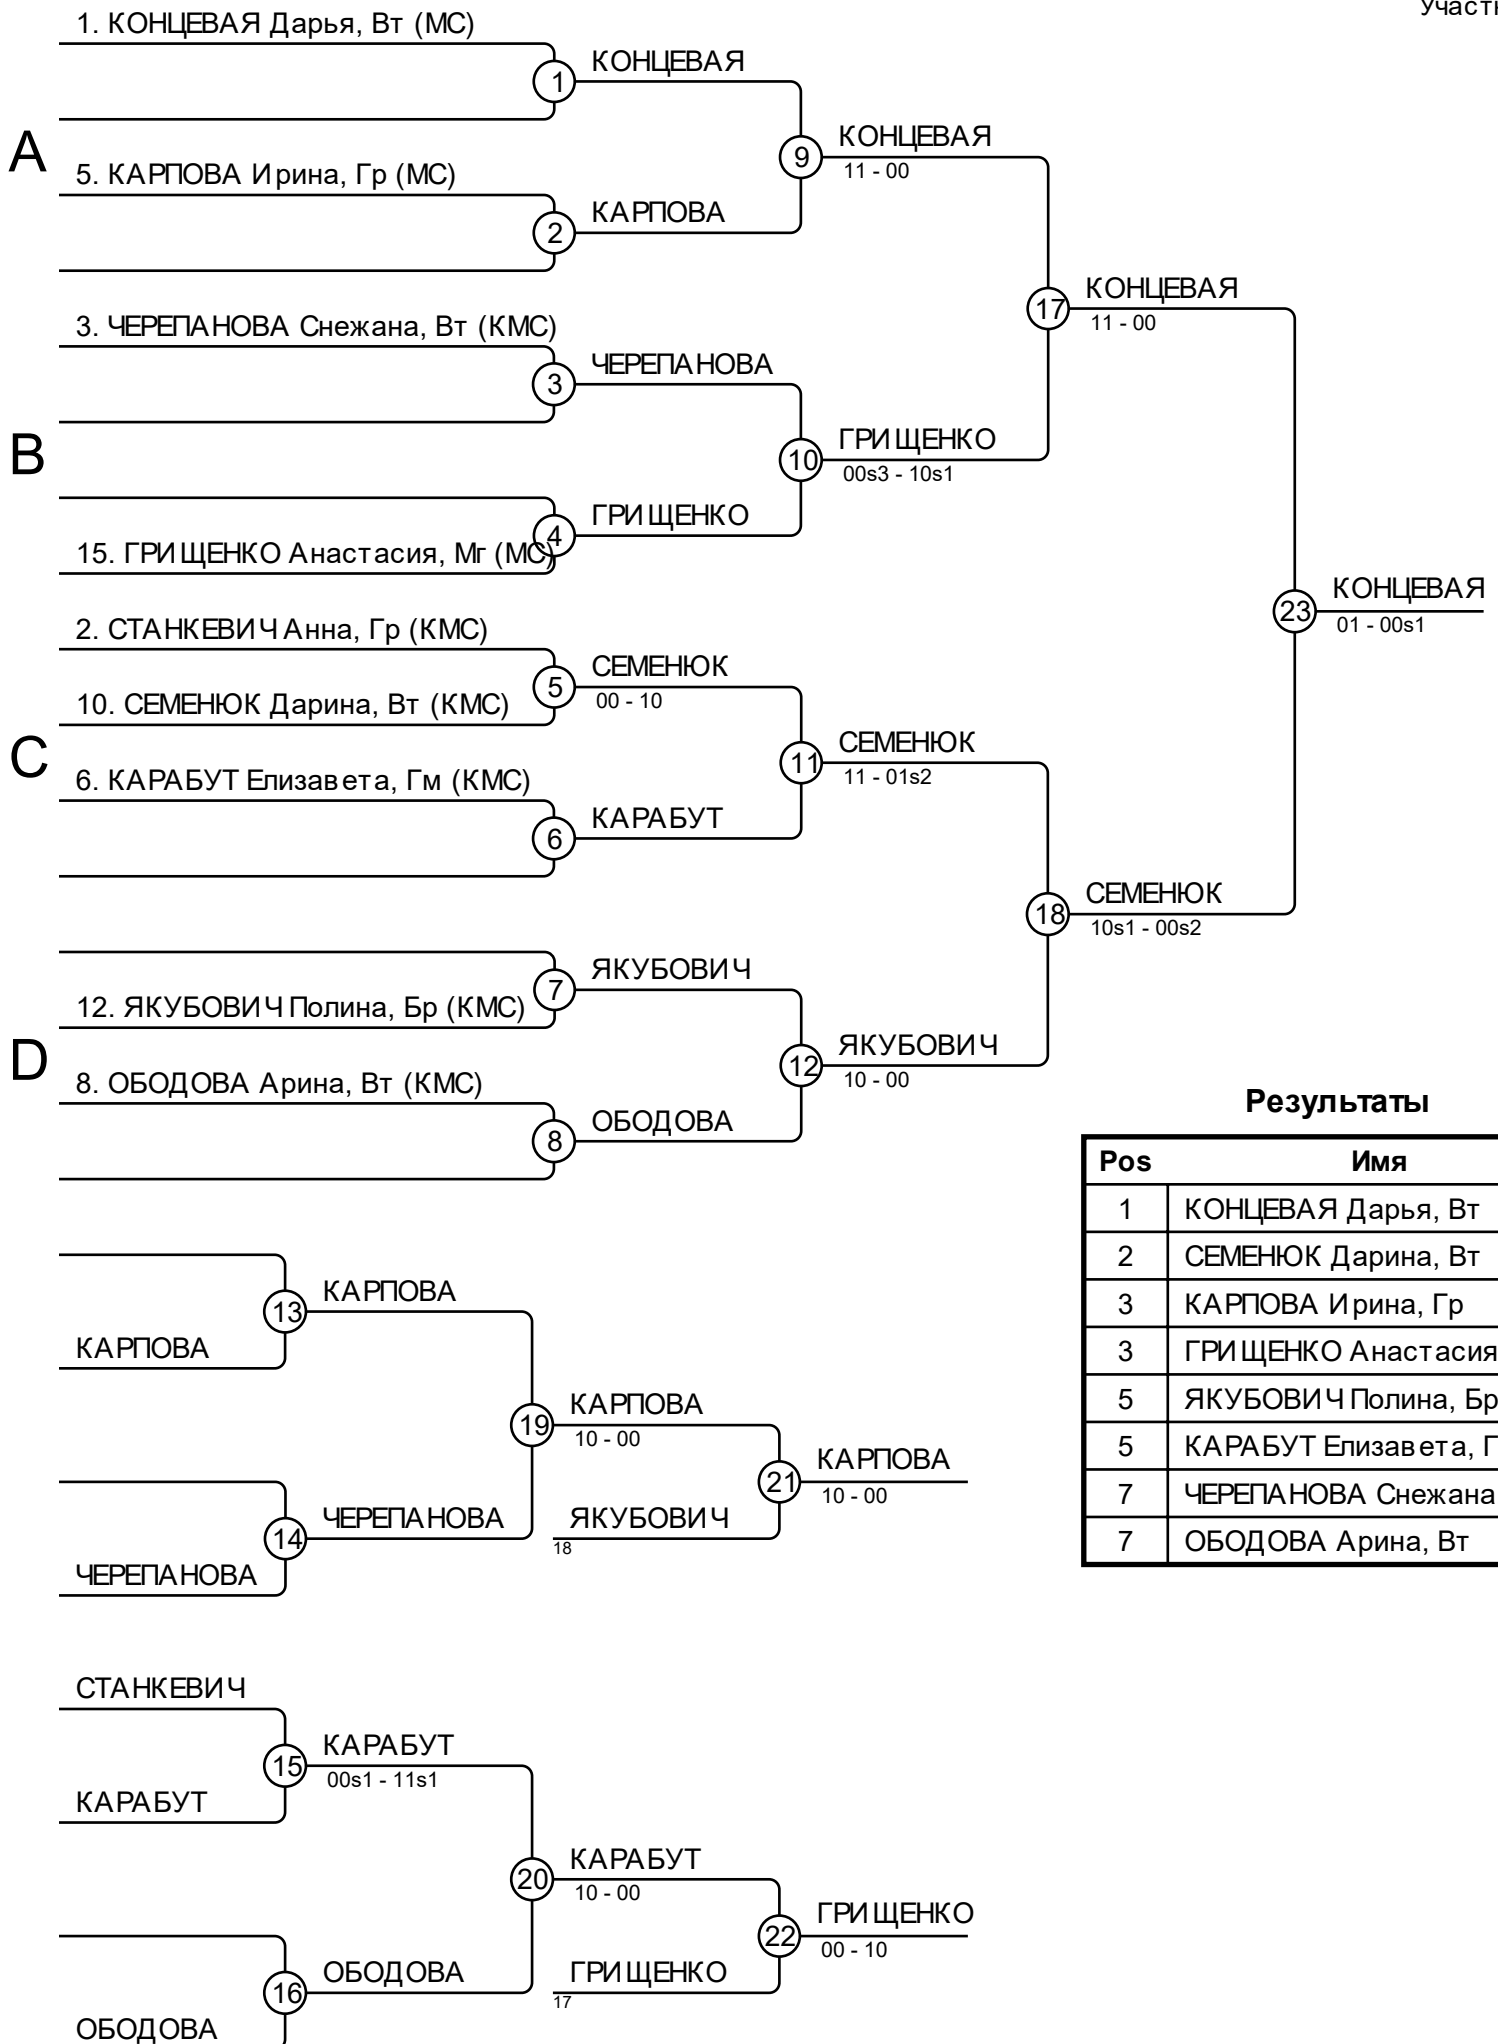 Участн
1. КОНЦЕВАЯ Дарья, Вт (МС)
1
КОНЦЕВАЯ
A
9
КОНЦЕВАЯ
11 - 00
5. КАРПОВА Ирина, Гр (МС)
2
КАРПОВА
17
КОНЦЕВАЯ
11 - 00
3. ЧЕРЕПАНОВА Снежана, Вт (КМС)
3
ЧЕРЕПАНОВА
B
10
ГРИЩЕНКО
00s3 - 10s1
4
ГРИЩЕНКО
15. ГРИЩЕНКО Анастасия, Мг (МС)
23
КОНЦЕВАЯ
01 - 00s1
2. СТАНКЕВИЧ Анна, Гр (КМС)
5
СЕМЕНЮК
00 - 10
10. СЕМЕНЮК Дарина, Вт (КМС)
C
11
СЕМЕНЮК
11 - 01s2
6. КАРАБУТ Елизавета, Гм (КМС)
6
КАРАБУТ
18
СЕМЕНЮК
10s1 - 00s2
7
ЯКУБОВИЧ
12. ЯКУБОВИЧ Полина, Бр (КМС)
D
12
ЯКУБОВИЧ
10 - 00
8. ОБОДОВА Арина, Вт (КМС)
8
ОБОДОВА
Результаты
Pos Имя
1 КОНЦЕВАЯ Дарья, Вт
2 СЕМЕНЮК Дарина, Вт
3 КАРПОВА Ирина, Гр
3 ГРИЩЕНКО Анастасия
5 ЯКУБОВИЧ Полина, Бр
5 КАРАБУТ Елизавета, Г
7 ЧЕРЕПАНОВА Снежана
7 ОБОДОВА Арина, Вт
13
КАРПОВА
КАРПОВА
19
КАРПОВА
10 - 00
21
КАРПОВА
10 - 00
14
ЧЕРЕПАНОВА
ЯКУБОВИЧ
18
ЧЕРЕПАНОВА
СТАНКЕВИЧ
15
КАРАБУТ
00s1 - 11s1
КАРАБУТ
20
КАРАБУТ
10 - 00
22
ГРИЩЕНКО
00 - 10
16
ОБОДОВА
ГРИЩЕНКО
17
ОБОДОВА